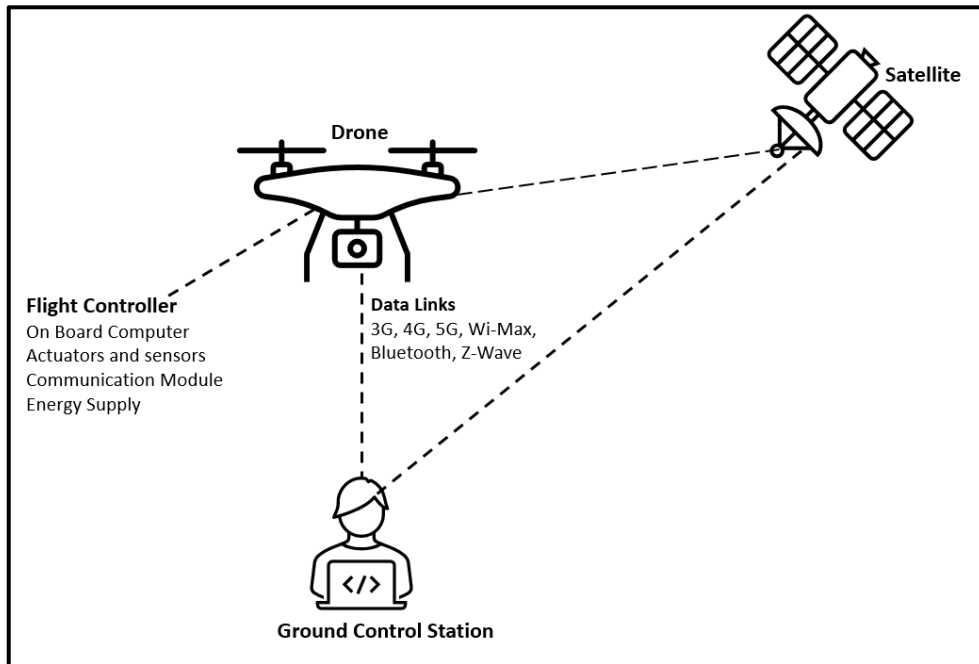 Satellite
Drone
Flight Controller
On Board Computer
Actuators and sensors
Communication Module
Energy Supply
Data Links
3G, 4G, 5G, Wi-Max,
Bluetooth, Z-Wave
</>
Ground Control Station